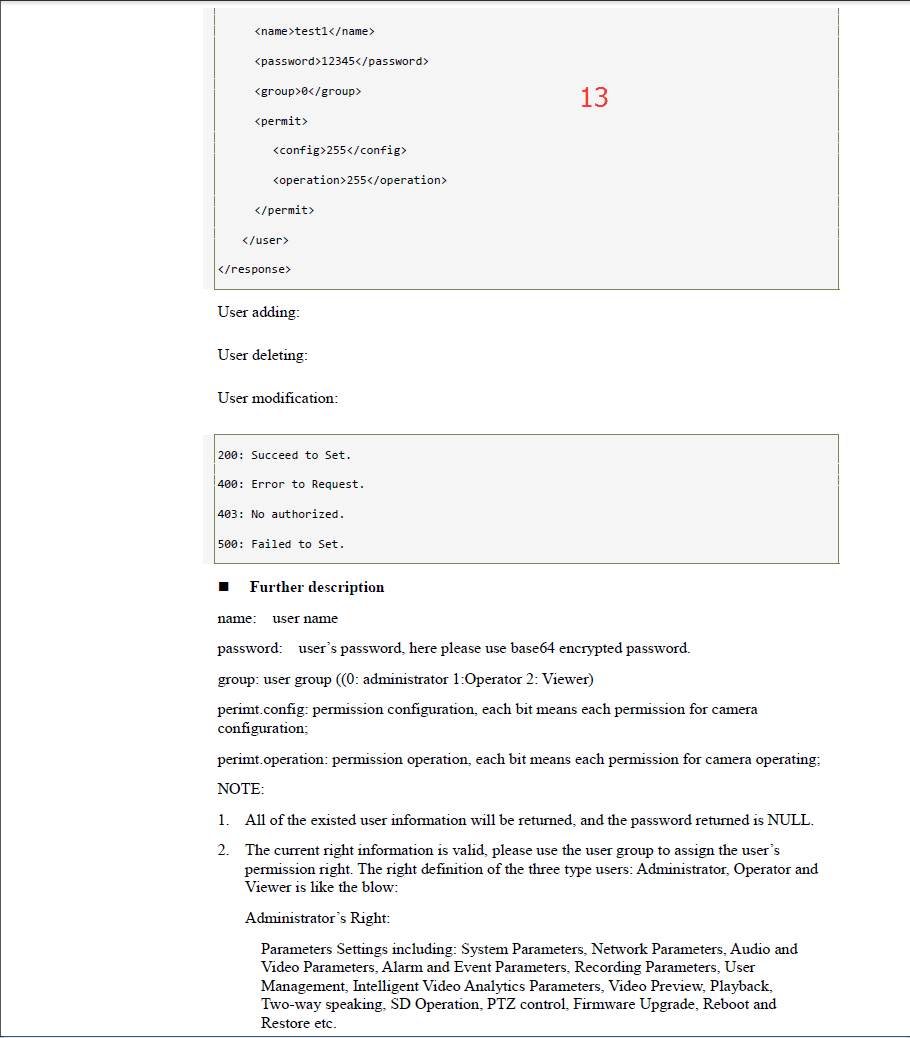 <name>test1</name>
<password>12345</password>
<group>0</group>
13
<permit>
<config>255</config>
<operation>255</operation>
</permit>
</user>
</response>
User adding:
User deleting:
User modification:
200: Succeed to Set.
400: Error to Request.
403: No authorized.
500: Failed to Set.
■ Further description
name: user name
password: user’s password, here please use base64 encrypted password.
group: user group ((0: administrator 1:Operator 2: Viewer)
perimt.config: permission configuration, each bit means each permission for camera
configuration;
perimt.operation: permission operation, each bit means each permission for camera operating;
NOTE:
1. All of the existed user information will be returned, and the password returned is NULL.
2. The current right information is valid, please use the user group to assign the user’s
permission right. The right definition of the three type users: Administrator, Operator and
Viewer is like the blow:
Administrator’s Right:
Parameters Settings including: System Parameters, Network Parameters, Audio and
Video Parameters, Alarm and Event Parameters, Recording Parameters, User
Management, Intelligent Video Analytics Parameters, Video Preview, Playback,
Two-way speaking, SD Operation, PTZ control, Firmware Upgrade, Reboot and
Restore etc.